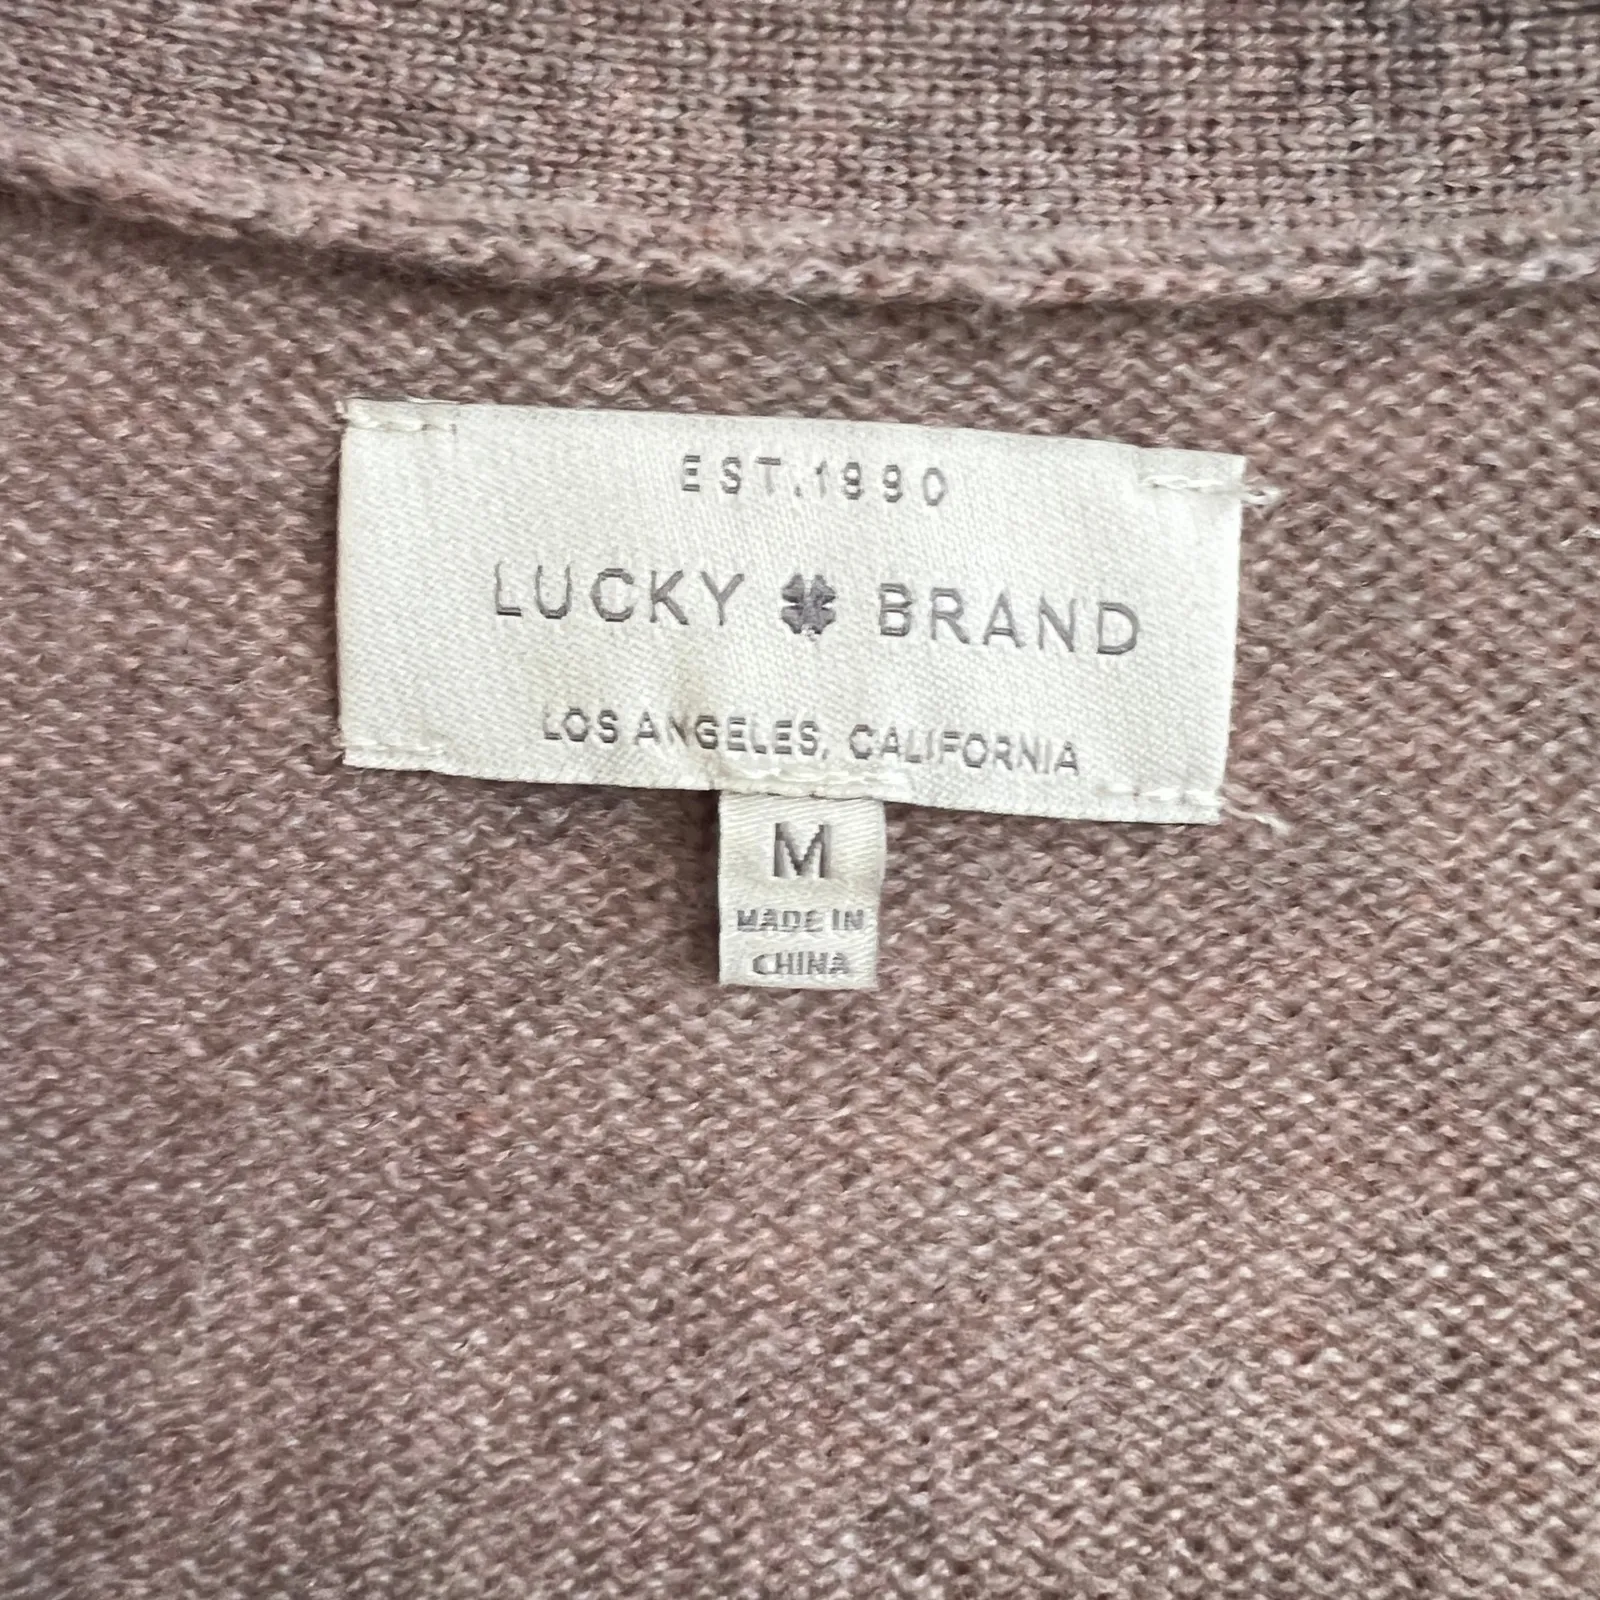 EST.1990
LUCKY BRAND
LOS ANGELES, CALIFORNIA
M
MADE IN
CHINA